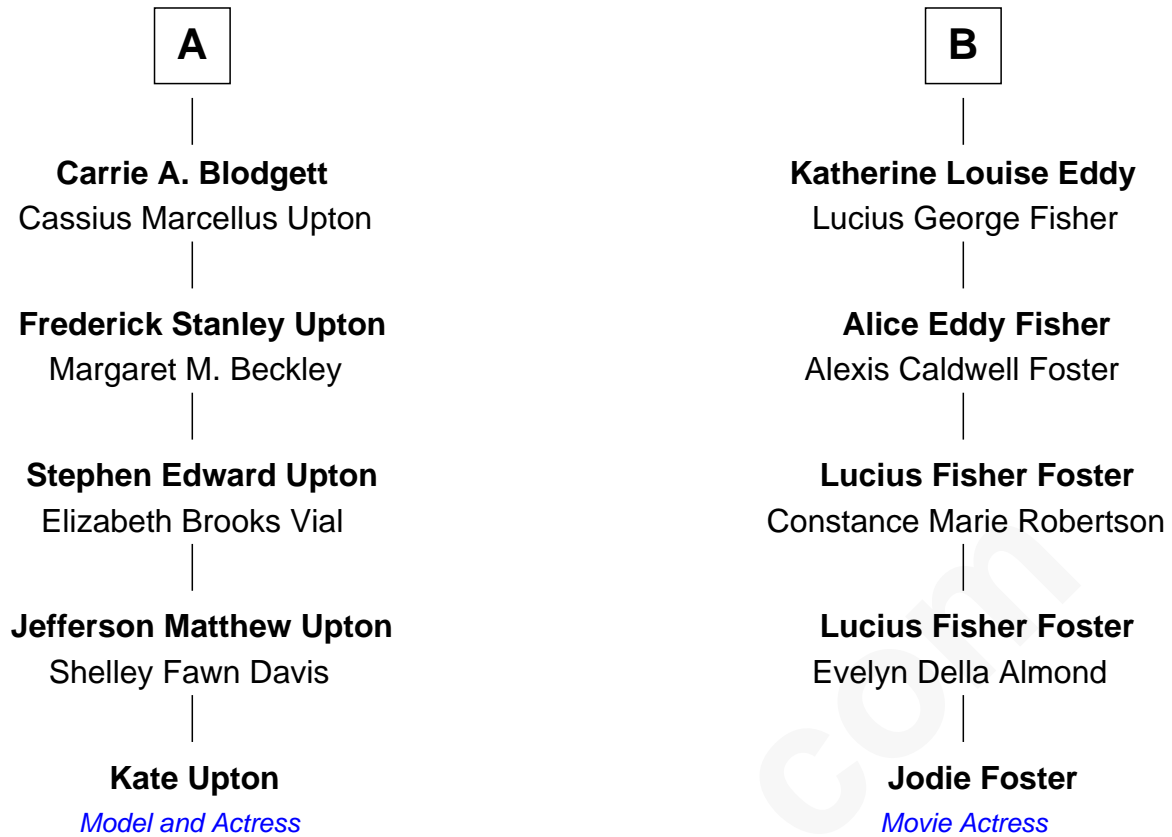 A
B
Carrie A. Blodgett
Cassius Marcellus Upton
Katherine Louise Eddy
Lucius George Fisher
Frederick Stanley Upton
Margaret M. Beckley
Alice Eddy Fisher
Alexis Caldwell Foster
Stephen Edward Upton
Elizabeth Brooks Vial
Lucius Fisher Foster
Constance Marie Robertson
Jefferson Matthew Upton
Shelley Fawn Davis
Lucius Fisher Foster
Evelyn Della Almond
Kate Upton
Model and Actress
Jodie Foster
Movie Actress
com